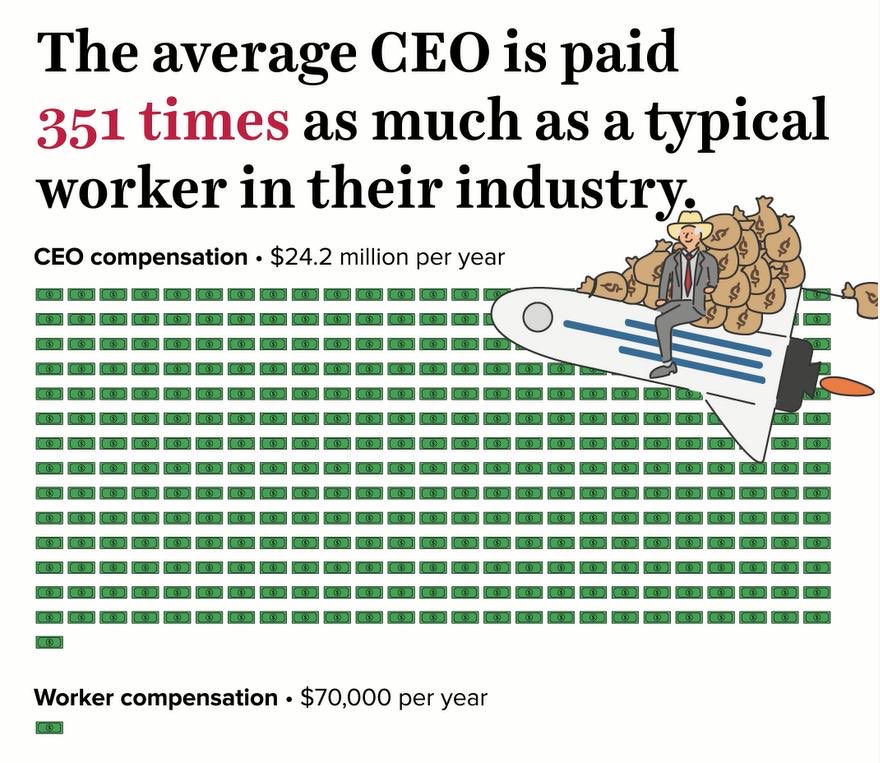 The average CEO is paid
351 times as much as a typical
worker in their industry.
CEO compensation • $24.2 million per year
Worker compensation • $70,000 per year